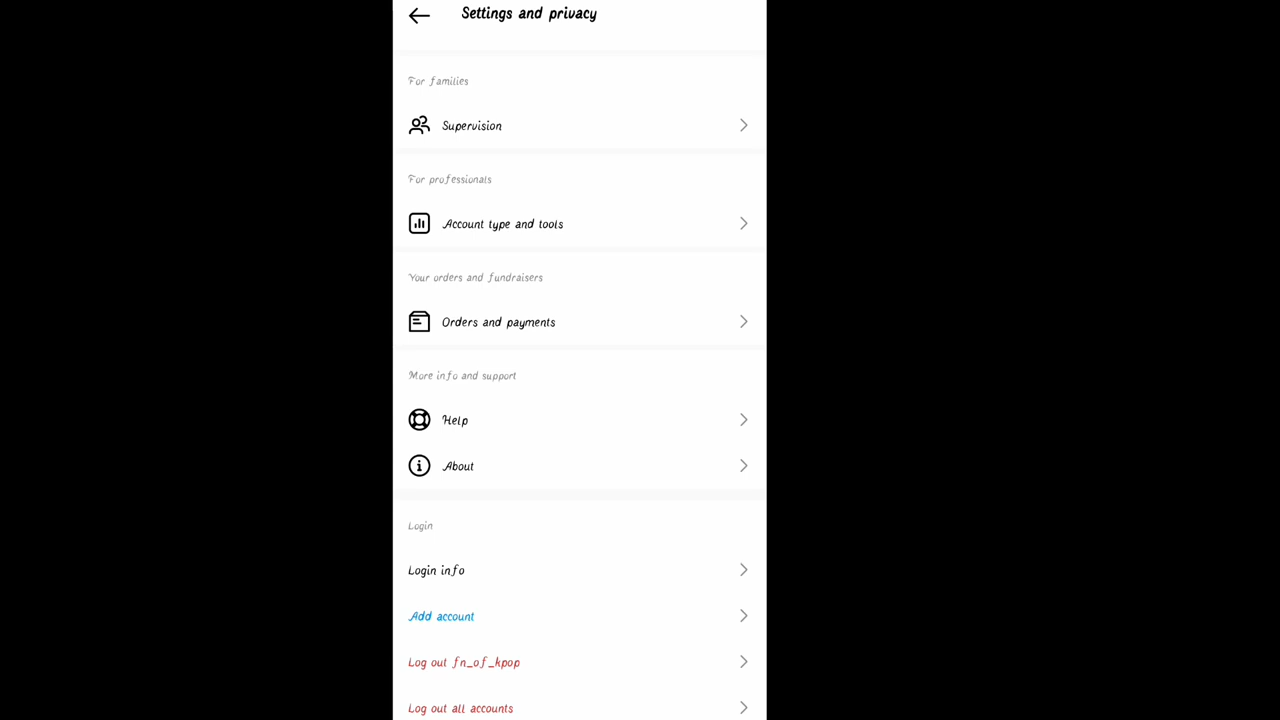 Settings and privacy
For families
Supervision
For professionals
Account type and tools
Your orders and fundraisers
Orders and payments
More info and support
Help
About
Login
Login info
Add account
Log out fn_of_kpop
Log out all accounts